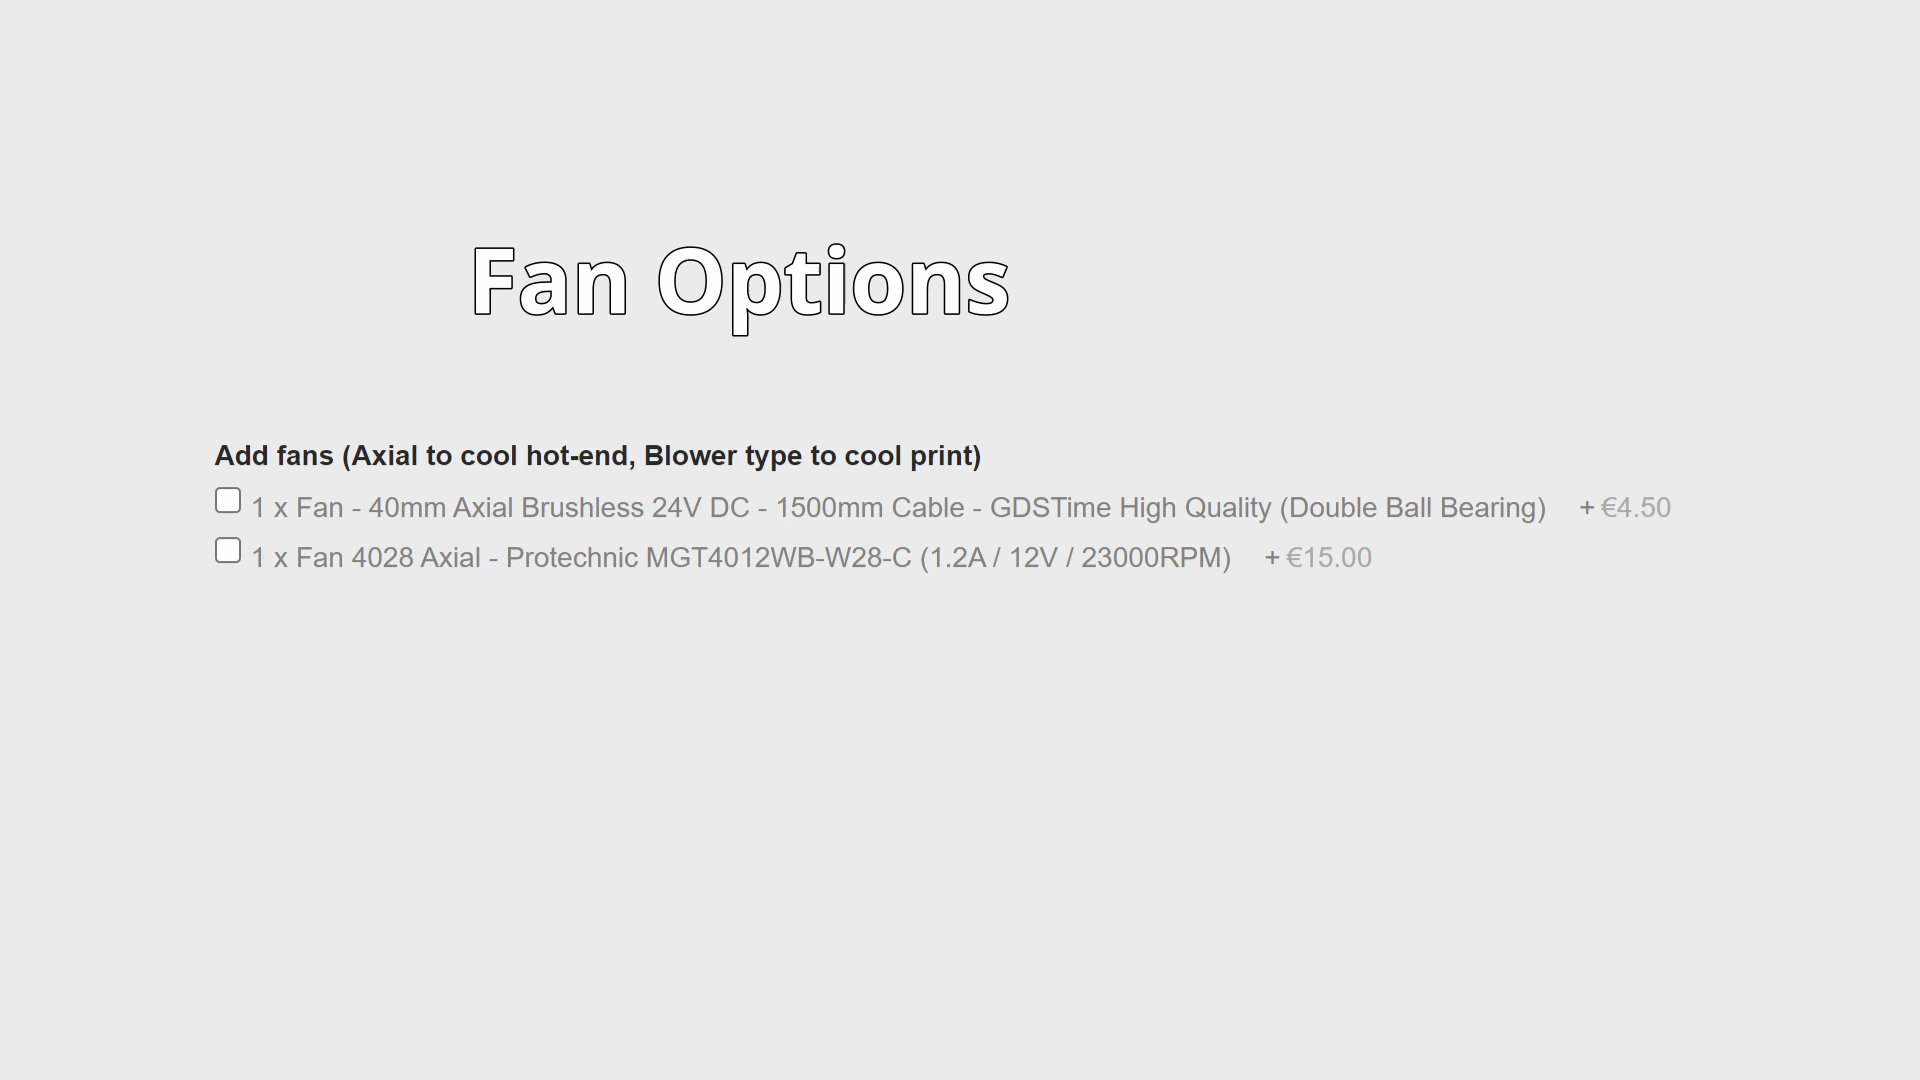 Fan Options
Add fans (Axial to cool hot-end, Blower type to cool print)
1 x Fan - 40mm Axial Brushless 24V DC - 1500mm Cable - GDSTime High Quality (Double Ball Bearing) + €4.50
1 x Fan 4028 Axial - Protechnic MGT4012WB-W28-C (1.2A / 12V / 23000RPM) + €15.00